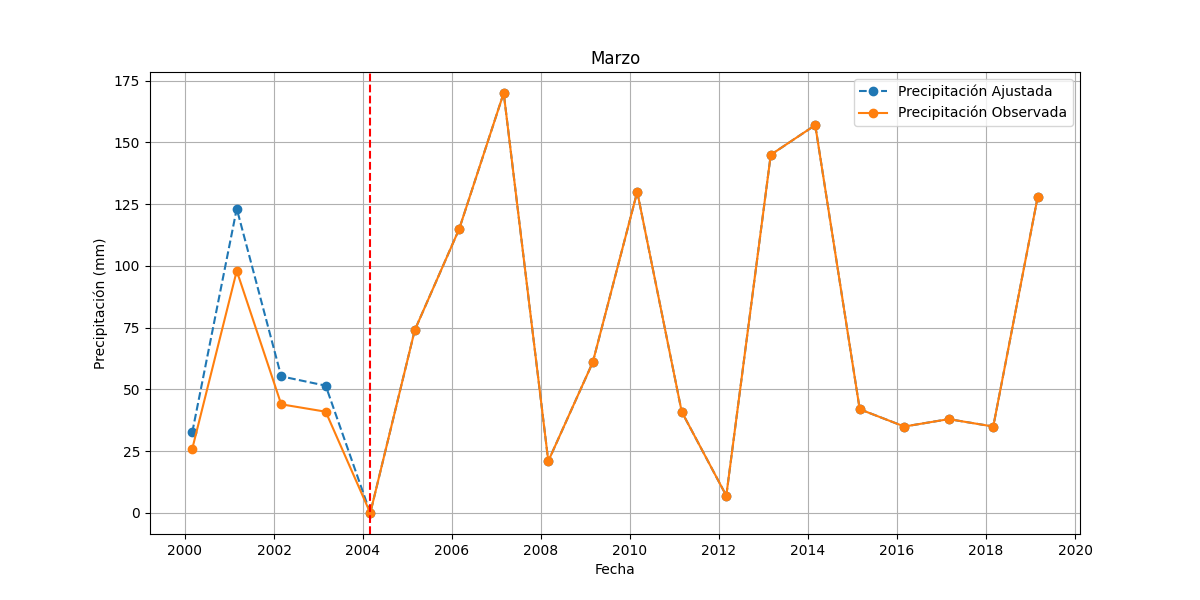 Marzo
Precipitación Ajustada
Precipitación Observada
Precipitación (mm)
175
150
125
100
75
50
25
0
2000 2002 2004 2006 2008 2010 2012 2014 2016 2018 2020
Fecha